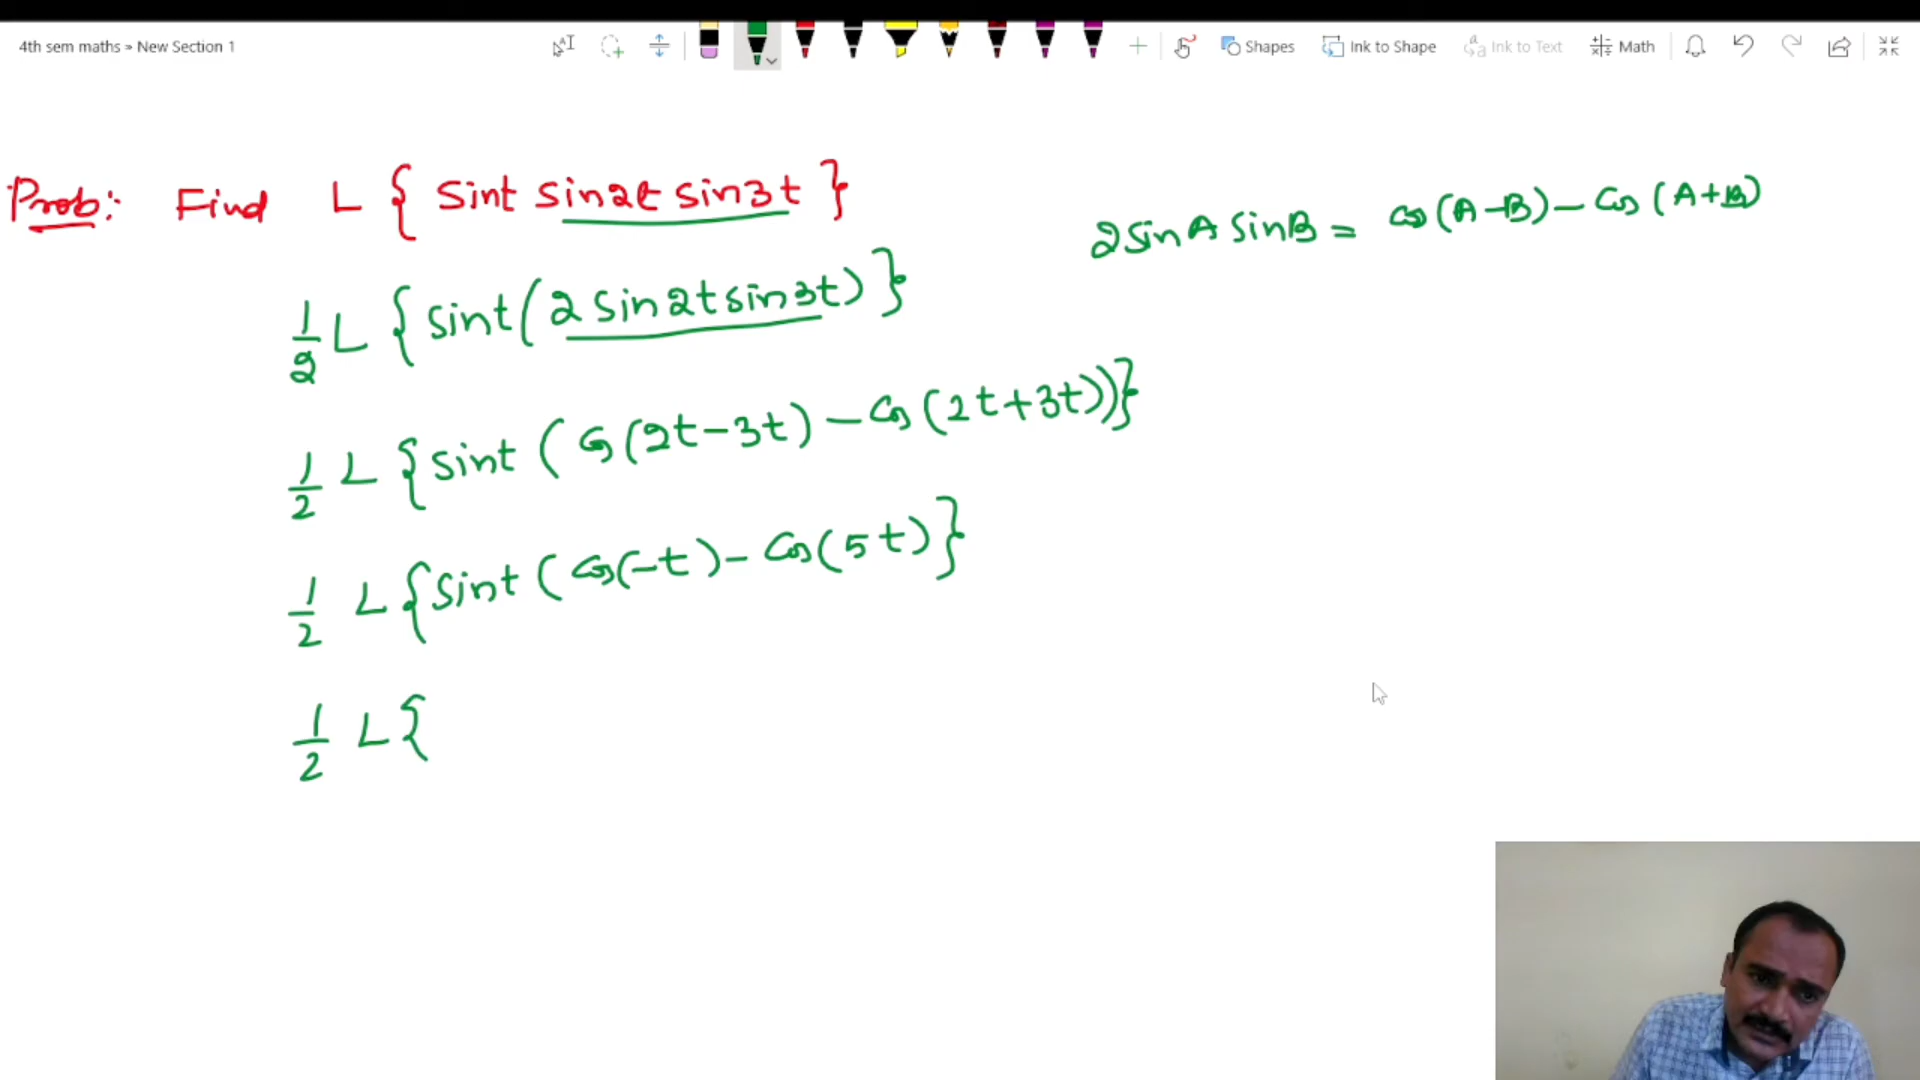 4th sem maths » New Section 1
Shapes
Ink to Shape
Ink to Text
Math
Prob: Find L { Sint sin2t sin3t }
2sinA sinB = cos(A-B) - cos(A+B)
1/2 L { Sint (2 Sin2t sin3t) }
1/2 L { Sint ( cos(2t-3t) - cos(2t+3t)) }
1/2 L { Sint ( cos(-t) - cos(5t) }
1/2 L {